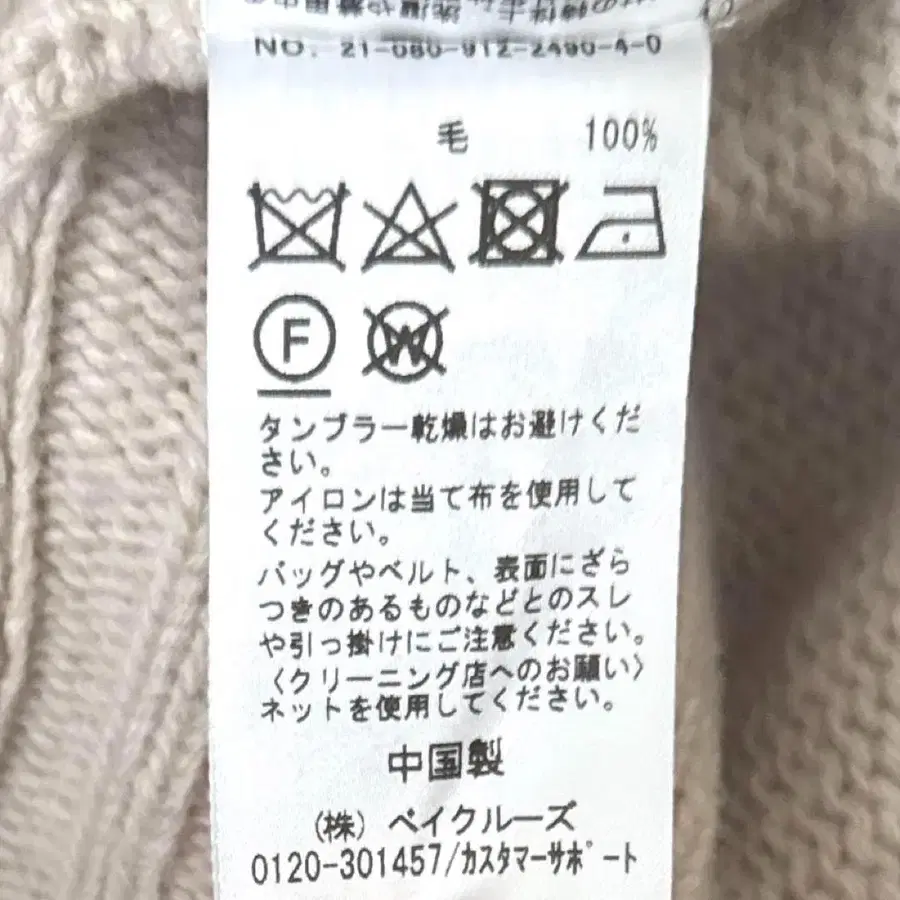 NO. 21-080-912-2490-4-0
毛 100%
F W
タンブラー乾燥はお避けくだ
さい。
アイロンは当て布を使用して
ください。
バッグやベルト、表面にざら
つきのあるものなどとのスレ
や引っ掛けにご注意ください。
〈クリーニング店へのお願い〉
ネットを使用してください。
中国製
(株) ベイクルーズ
0120-301457/カスタマーサポート